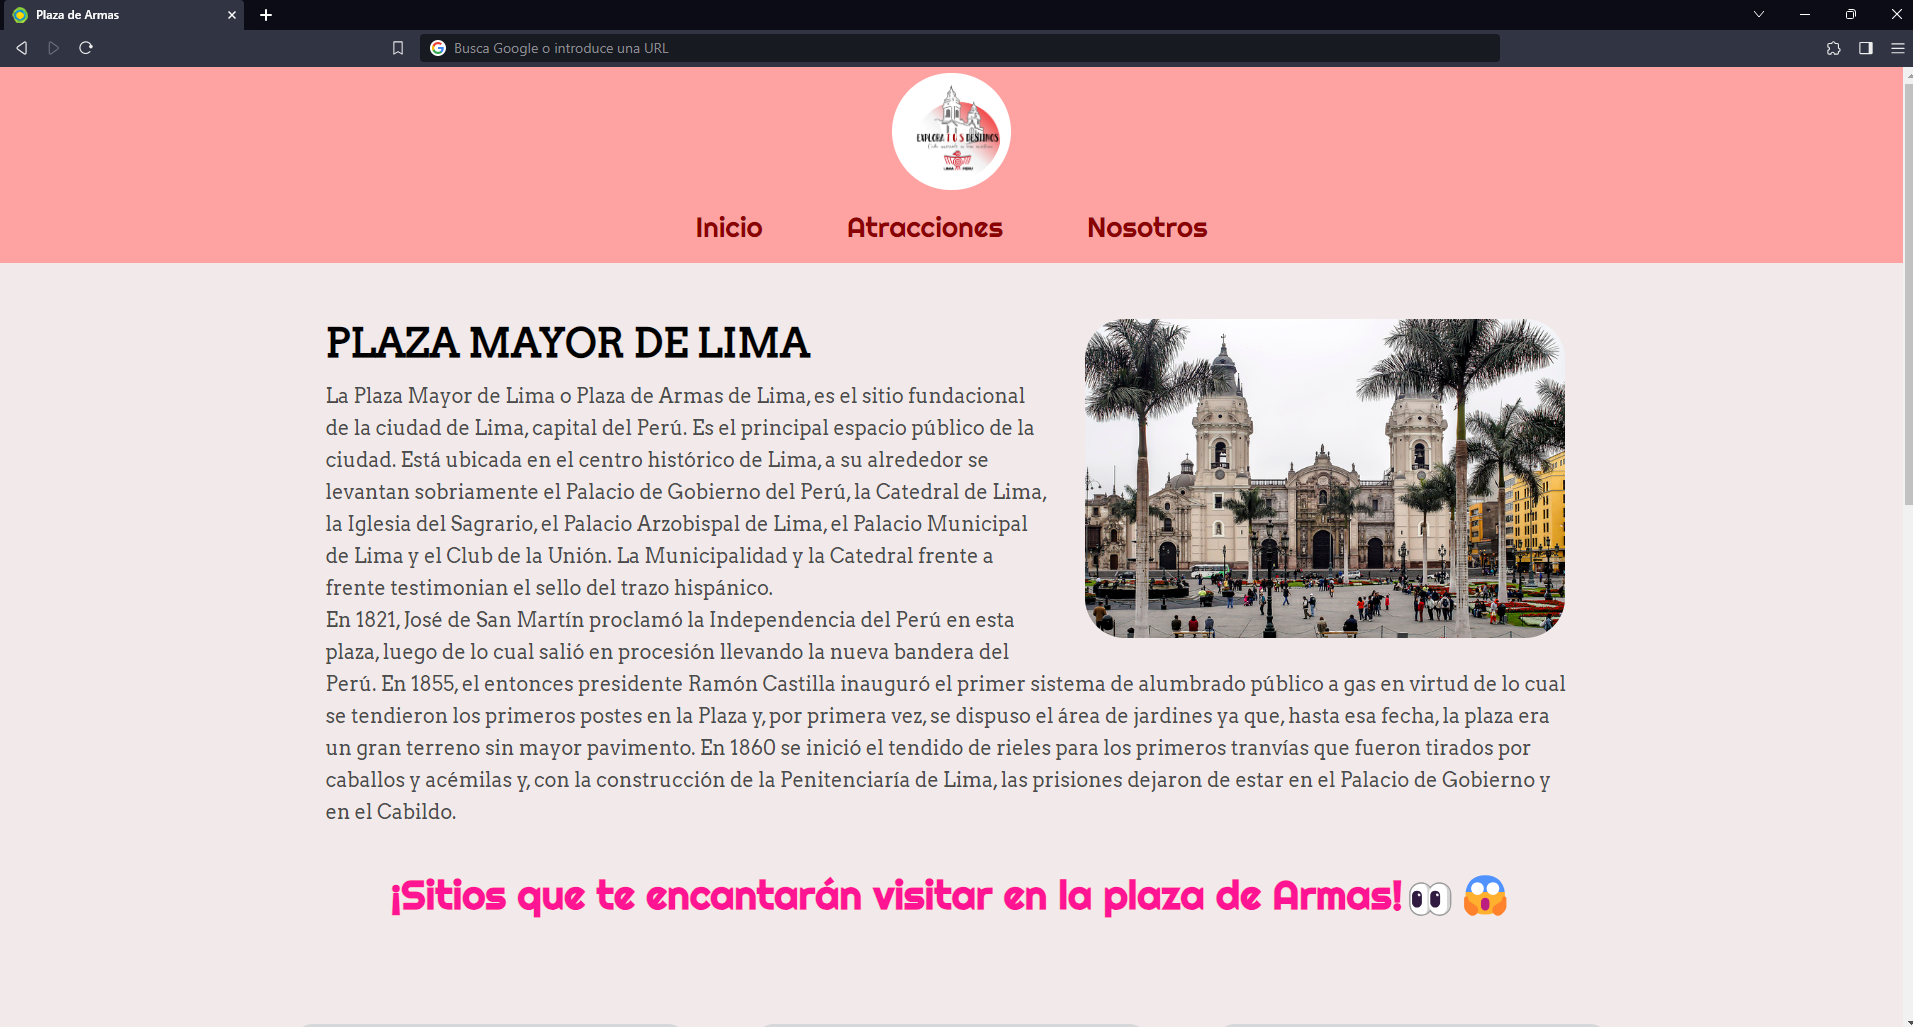 Plaza de Armas
Busca Google o introduce una URL
EXPLORA TUS DESTINOS
LIMA PERU
Inicio Atracciones Nosotros
PLAZA MAYOR DE LIMA
La Plaza Mayor de Lima o Plaza de Armas de Lima, es el sitio fundacional
de la ciudad de Lima, capital del Perú. Es el principal espacio público de la
ciudad. Está ubicada en el centro histórico de Lima, a su alrededor se
levantan sobriamente el Palacio de Gobierno del Perú, la Catedral de Lima,
la Iglesia del Sagrario, el Palacio Arzobispal de Lima, el Palacio Municipal
de Lima y el Club de la Unión. La Municipalidad y la Catedral frente a
frente testimonian el sello del trazo hispánico.
En 1821, José de San Martín proclamó la Independencia del Perú en esta
plaza, luego de lo cual salió en procesión llevando la nueva bandera del
Perú. En 1855, el entonces presidente Ramón Castilla inauguró el primer sistema de alumbrado público a gas en virtud de lo cual
se tendieron los primeros postes en la Plaza y, por primera vez, se dispuso el área de jardines ya que, hasta esa fecha, la plaza era
un gran terreno sin mayor pavimento. En 1860 se inició el tendido de rieles para los primeros tranvías que fueron tirados por
caballos y acémilas y, con la construcción de la Penitenciaría de Lima, las prisiones dejaron de estar en el Palacio de Gobierno y
en el Cabildo.
¡Sitios que te encantarán visitar en la plaza de Armas!👀 😱